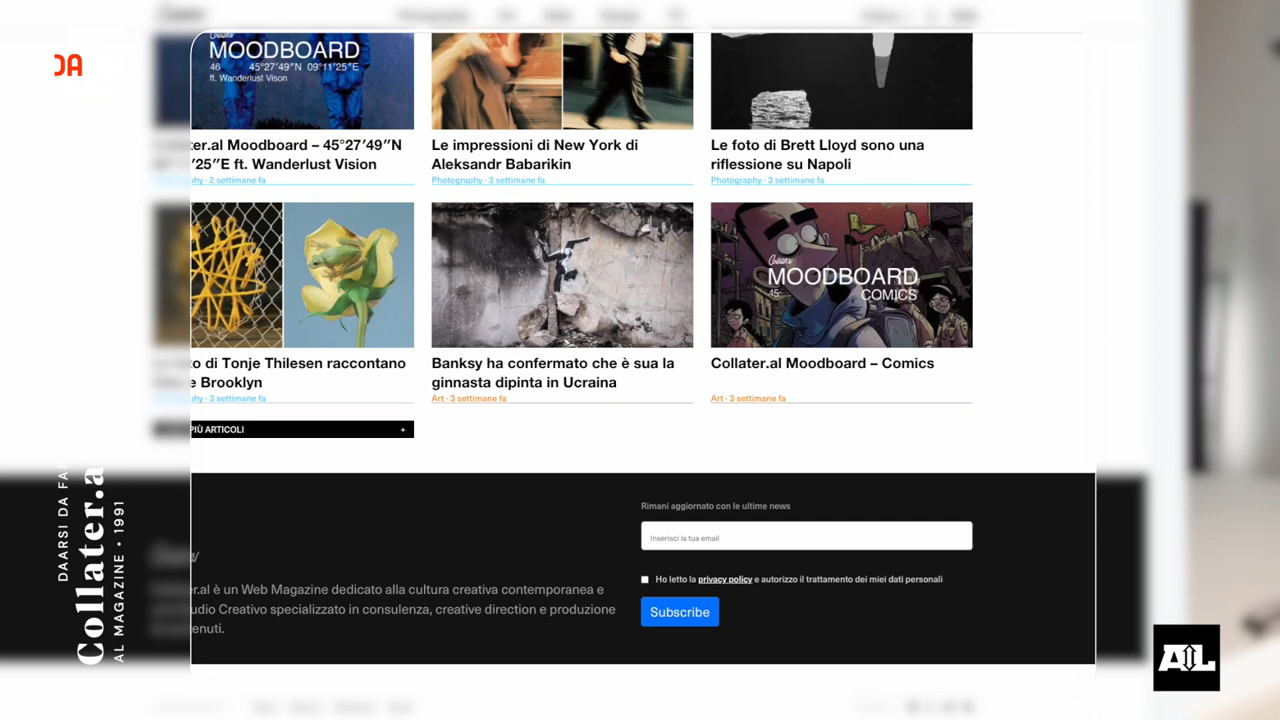 MOODBOARD
46 45°27′49″N 09°11′25″E
ft. Wanderlust Vison
ter.al Moodboard – 45°27′49″N
′25″E ft. Wanderlust Vision
hy · 2 settimane fa
Le impressioni di New York di
Aleksandr Babarikin
Photography · 3 settimane fa
Le foto di Brett Lloyd sono una
riflessione su Napoli
Photography · 3 settimane fa
MOODBOARD
45°
COMICS
o di Tonje Thilesen raccontano
e Brooklyn
hy · 3 settimane fa
Banksy ha confermato che è sua la
ginnasta dipinta in Ucraina
Art · 3 settimane fa
Collater.al Moodboard – Comics
Art · 3 settimane fa
PIÙ ARTICOLI +
Rimani aggiornato con le ultime news
Inserisci la tua email
Ho letto la privacy policy e autorizzo il trattamento dei miei dati personali
Subscribe
r.al è un Web Magazine dedicato alla cultura creativa contemporanea e
udio Creativo specializzato in consulenza, creative direction e produzione
enuti.
DAARSI DA FA
Collater.a
AL MAGAZINE • 1991
AL